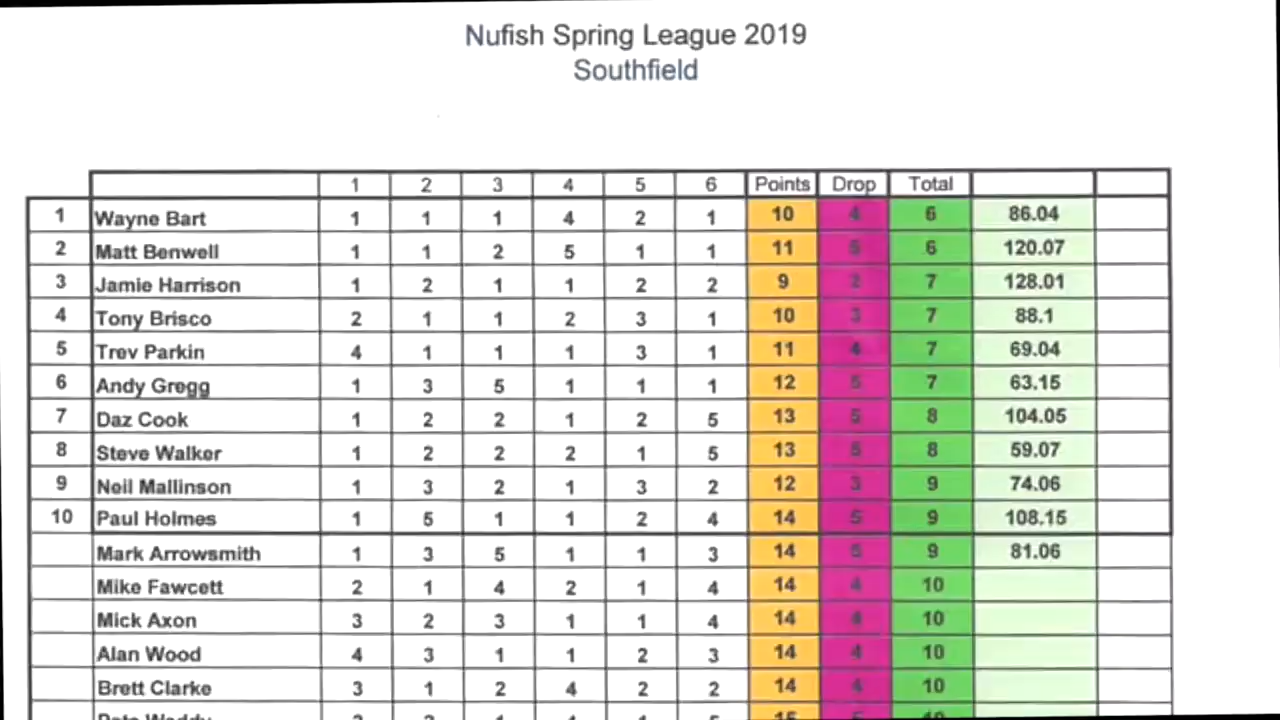 Nufish Spring League 2019
Southfield
1 2 3 4 5 6 Points Drop Total
1 Wayne Bart 1 1 1 4 2 1 10 4 6 86.04
2 Matt Benwell 1 1 2 5 1 1 11 5 6 120.07
3 Jamie Harrison 1 2 1 1 2 2 9 2 7 128.01
4 Tony Brisco 2 1 1 2 3 1 10 3 7 88.1
5 Trev Parkin 4 1 1 1 3 1 11 4 7 69.04
6 Andy Gregg 1 3 5 1 1 1 12 5 7 63.15
7 Daz Cook 1 2 2 1 2 5 13 5 8 104.05
8 Steve Walker 1 2 2 2 1 5 13 5 8 59.07
9 Neil Mallinson 1 3 2 1 3 2 12 3 9 74.06
10 Paul Holmes 1 5 1 1 2 4 14 5 9 108.15
Mark Arrowsmith 1 3 5 1 1 3 14 5 9 81.06
Mike Fawcett 2 1 4 2 1 4 14 4 10
Mick Axon 3 2 3 1 1 4 14 4 10
Alan Wood 4 3 1 1 2 3 14 4 10
Brett Clarke 3 1 2 4 2 2 14 4 10